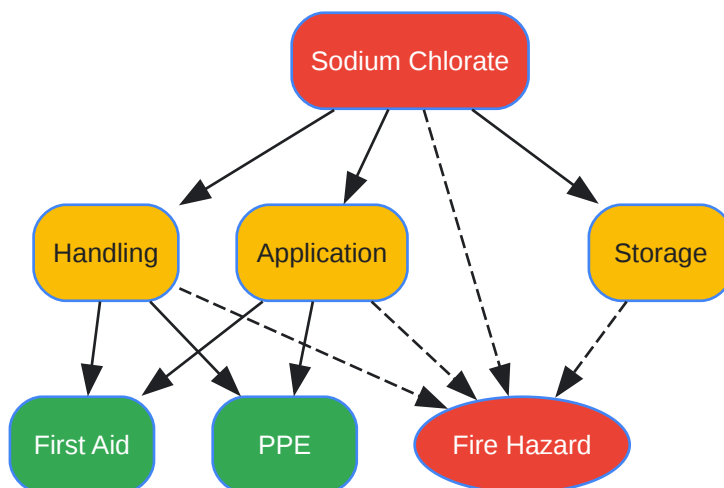 Sodium Chlorate
Handling
Application
Storage
First Aid
PPE
Fire Hazard